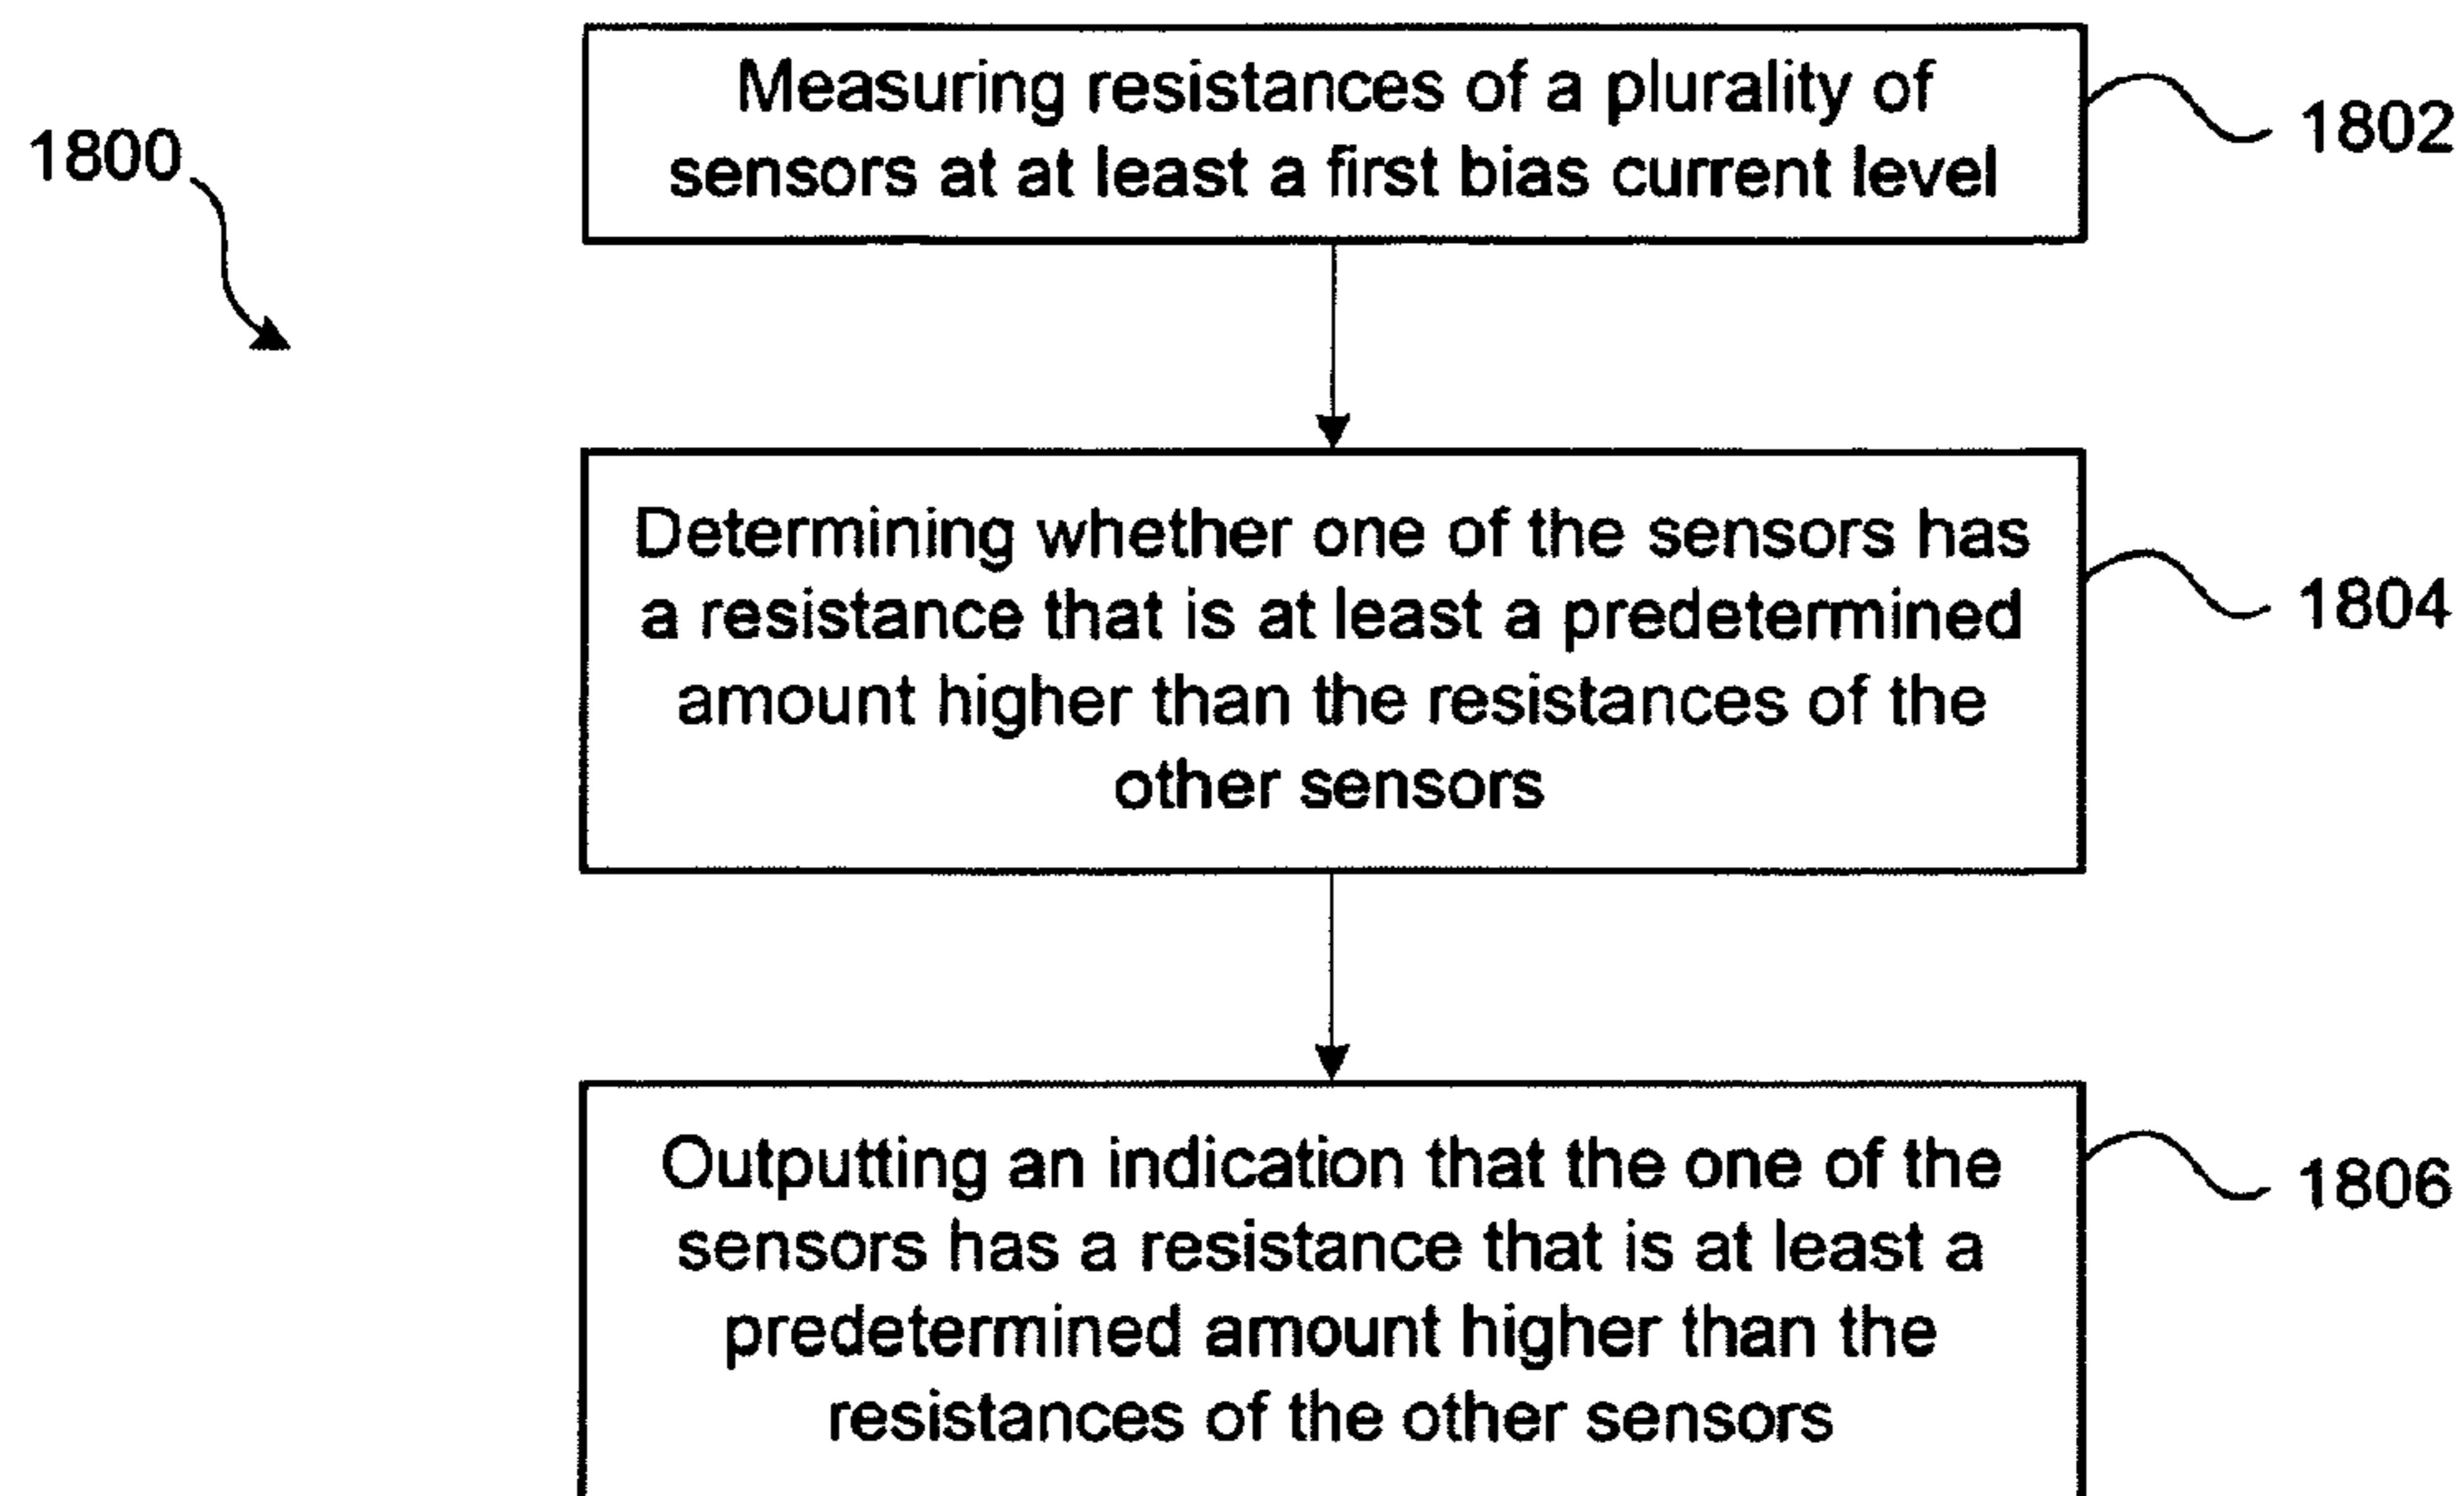 1800
Measuring resistances of a plurality of
sensors at at least a first bias current level
1802
Determining whether one of the sensors has
a resistance that is at least a predetermined
amount higher than the resistances of the
other sensors
1804
Outputting an indication that the one of the
sensors has a resistance that is at least a
predetermined amount higher than the
resistances of the other sensors
1806